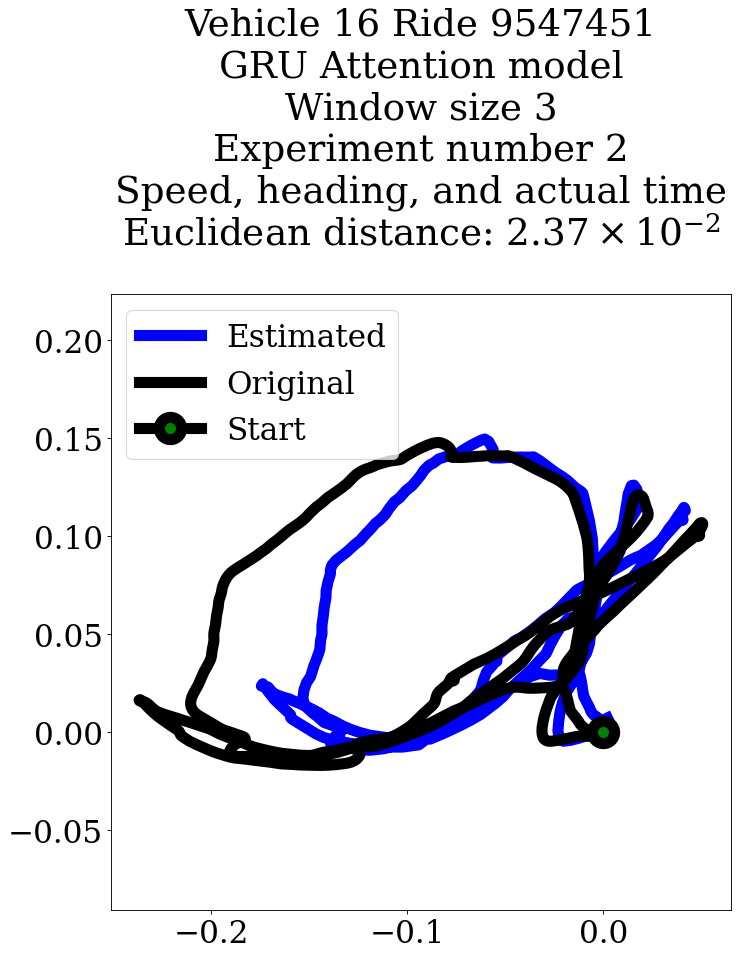 Vehicle 16 Ride 9547451
GRU Attention model
Window size 3
Experiment number 2
Speed, heading, and actual time
Euclidean distance: 2.37 × 10⁻²
Estimated
Original
Start
0.20
0.15
0.10
0.05
0.00
−0.05
−0.2
−0.1
0.0